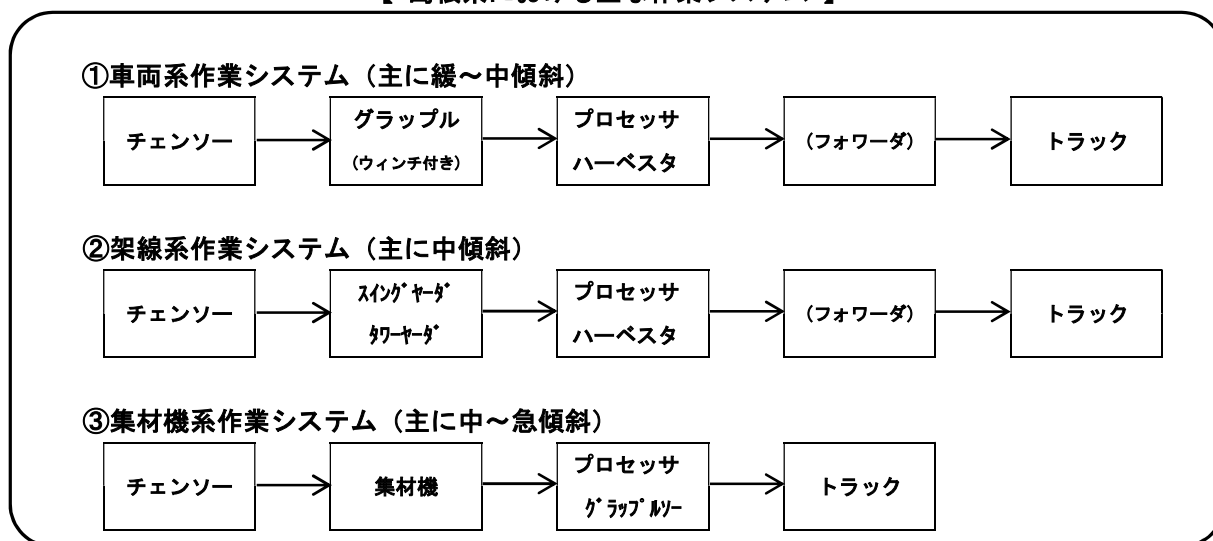 ①車両系作業システム（主に緩～中傾斜）
チェンソー
グラップル
(ウィンチ付き)
プロセッサ
ハーベスタ
(フォワーダ)
トラック
②架線系作業システム（主に中傾斜）
チェンソー
ｽｲﾝｸﾞﾔｰﾀﾞ
ﾀﾜｰﾔｰﾀﾞ
プロセッサ
ハーベスタ
(フォワーダ)
トラック
③集材機系作業システム（主に中～急傾斜）
チェンソー
集材機
プロセッサ
ｸﾞﾗｯﾌﾟﾙｿｰ
トラック